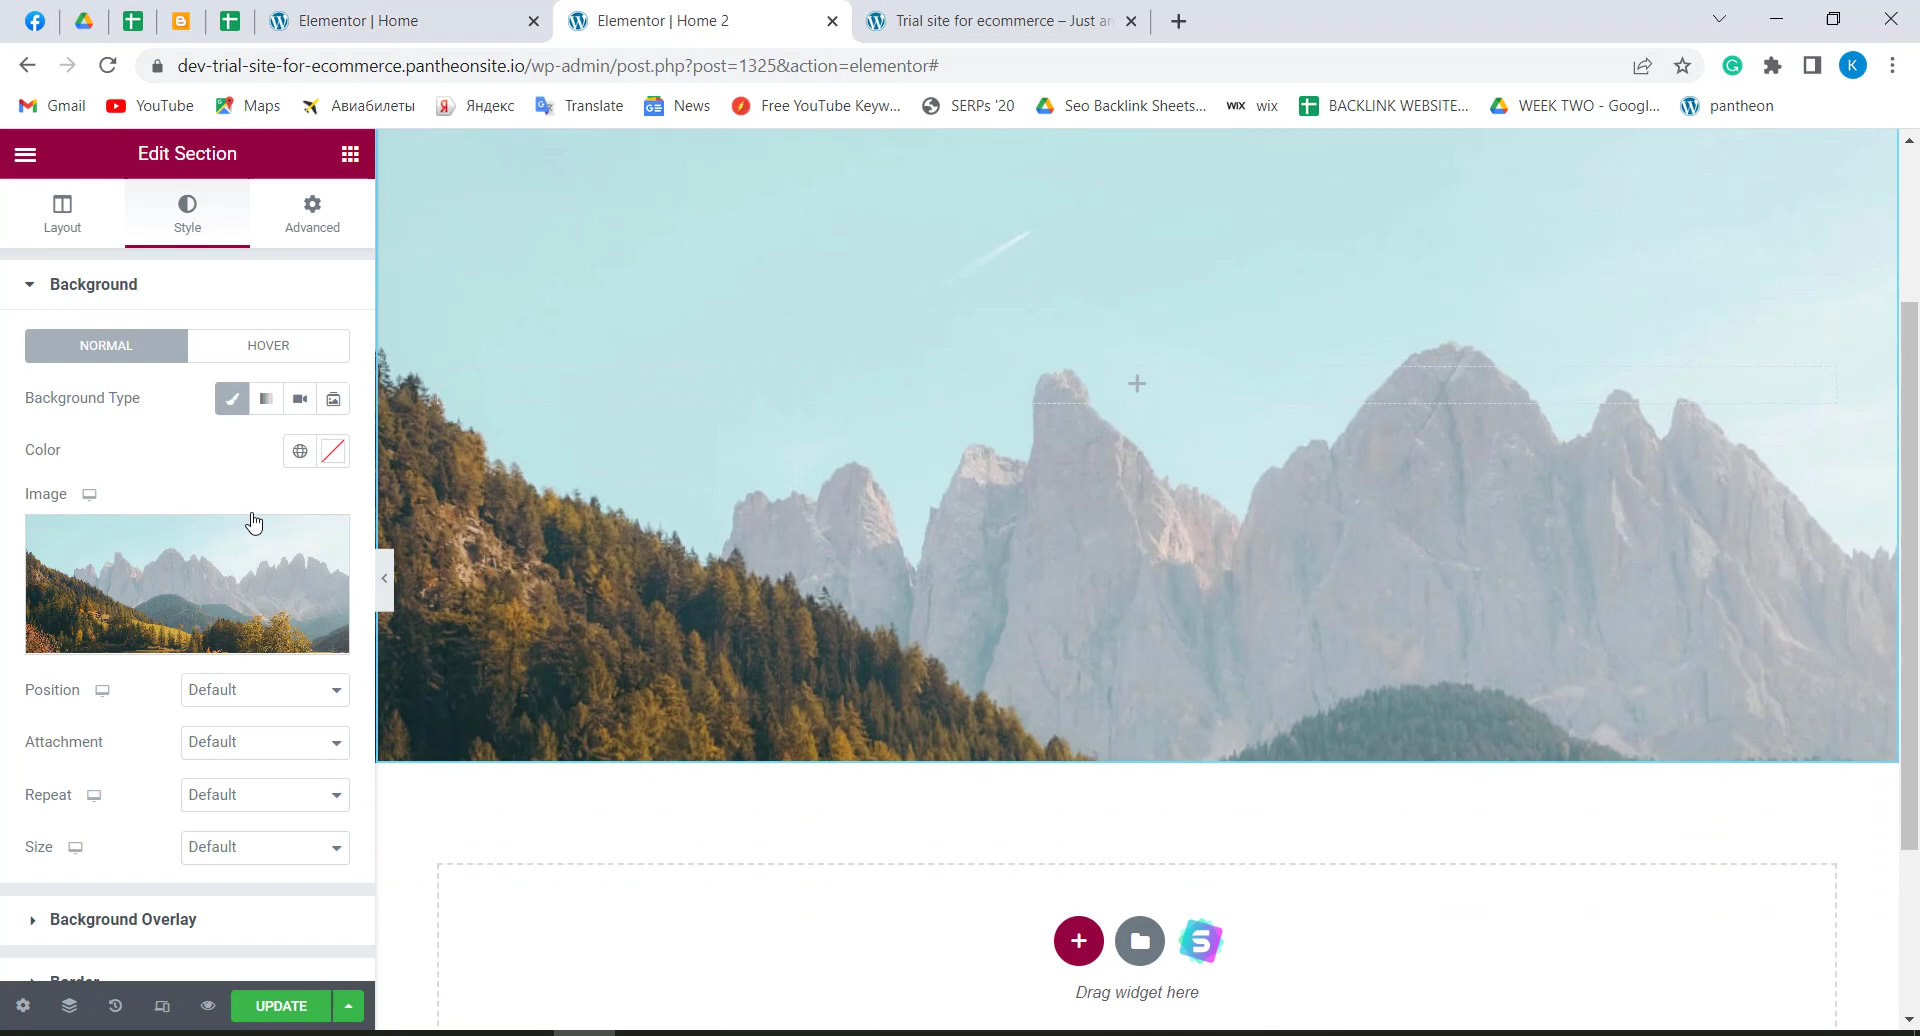 Elementor | Home
Elementor | Home 2
Trial site for ecommerce – Just an
dev-trial-site-for-ecommerce.pantheonsite.io/wp-admin/post.php?post=1325&action=elementor#
K
Gmail
YouTube
Maps
Авиабилеты
Яндекс
Translate
News
Free YouTube Keyw...
SERPs '20
Seo Backlink Sheets...
wix
BACKLINK WEBSITE...
WEEK TWO - Googl...
pantheon
Edit Section
Layout
Style
Advanced
Background
NORMAL
HOVER
Background Type
Color
Image
Position
Default
Attachment
Default
Repeat
Default
Size
Default
Background Overlay
Border
UPDATE
Drag widget here